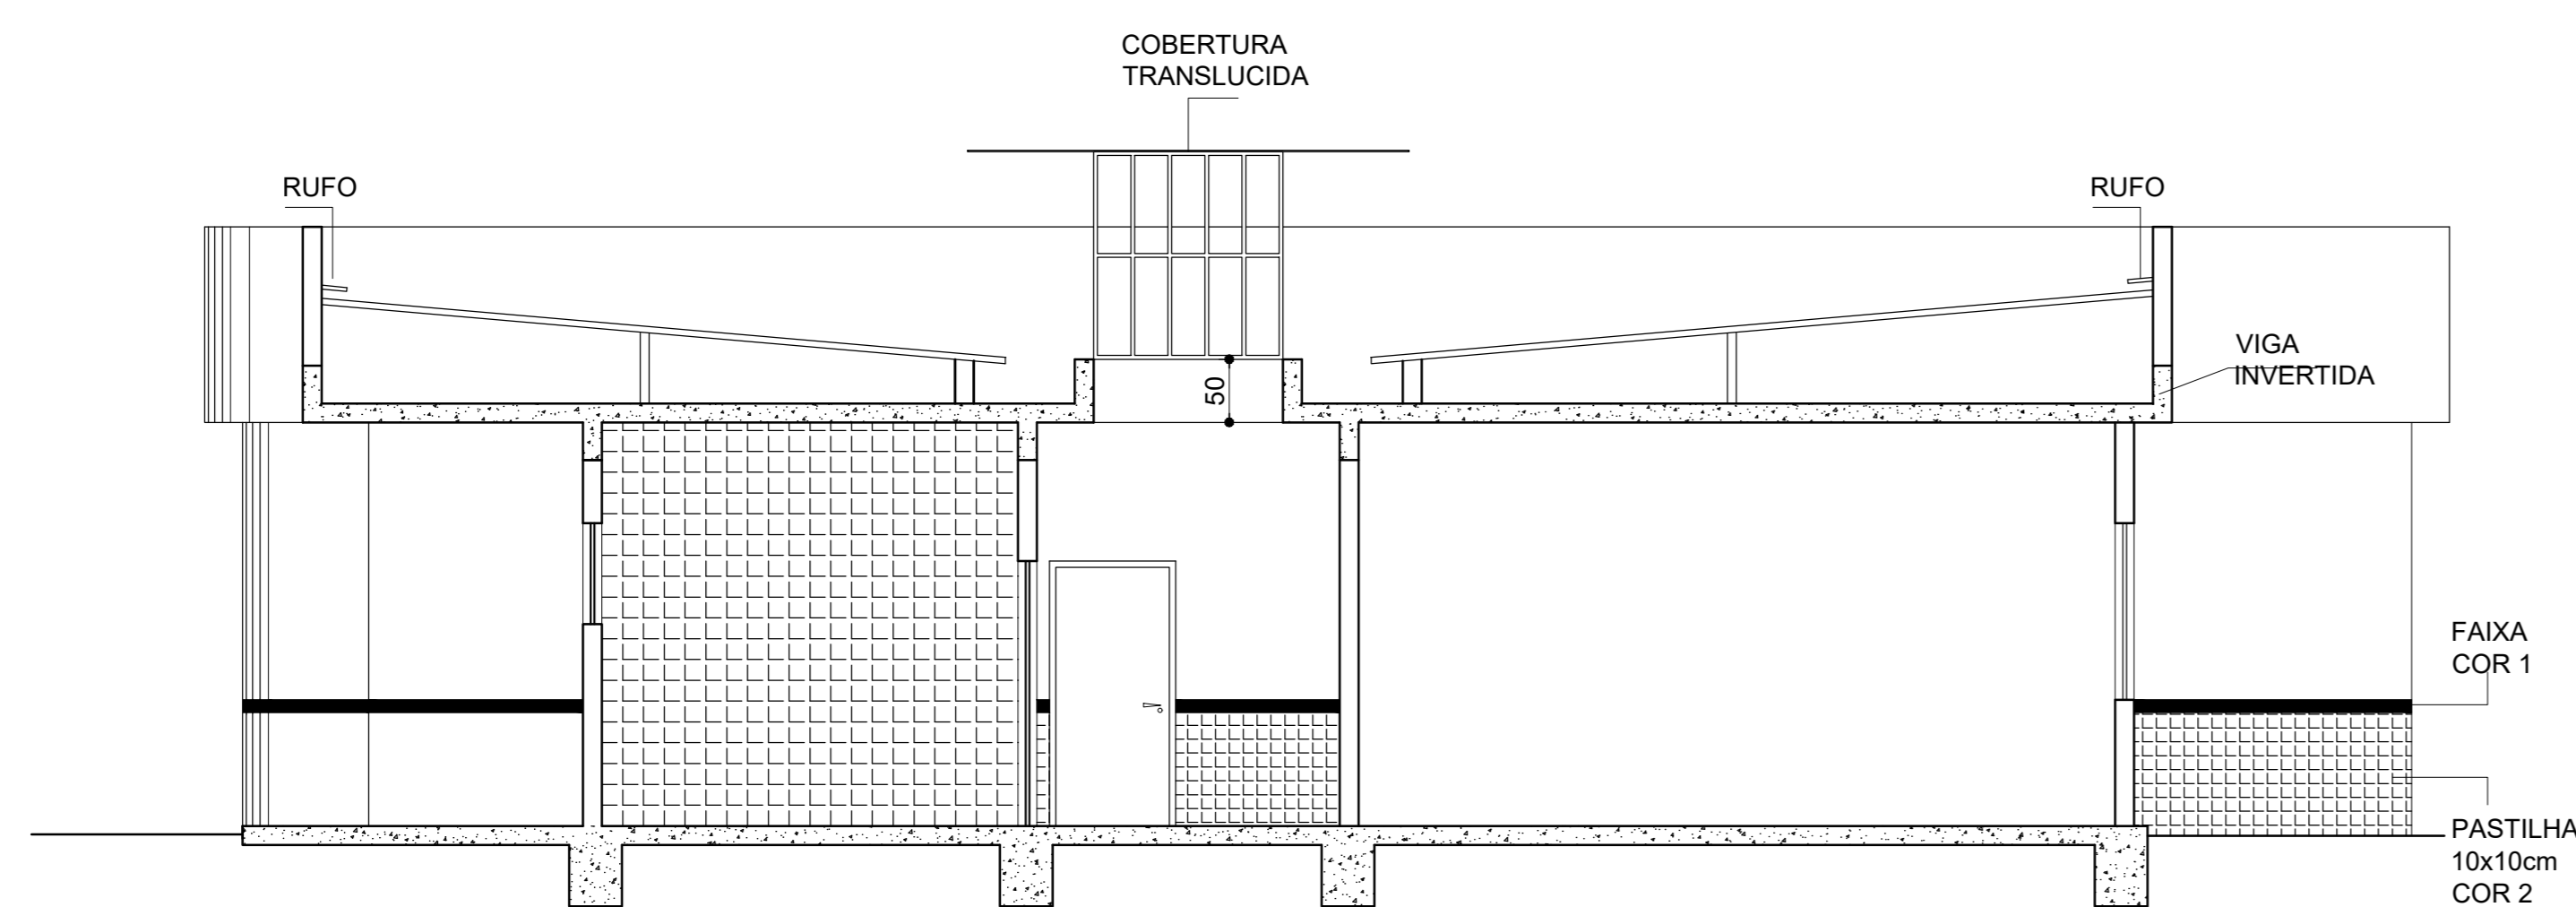 COBERTURA
TRANSLUCIDA
RUFO
RUFO
VIGA
INVERTIDA
50
FAIXA
COR 1
PASTILHA
10x10cm
COR 2